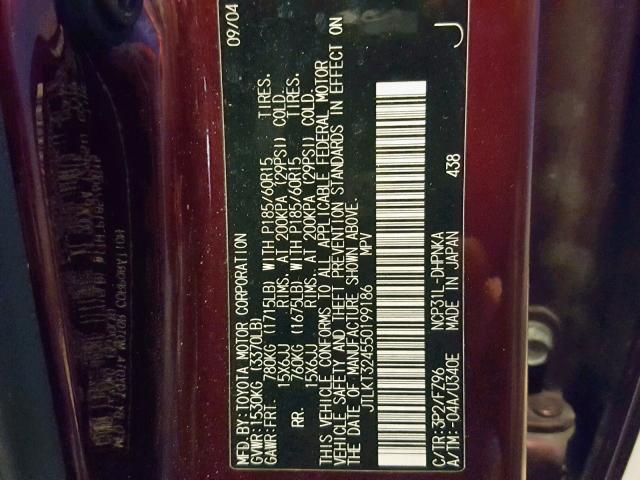 MFD.BY:TOYOTA MOTOR CORPORATION 09/04
GVWR:1530KG (3370LB)
GAWR:FRT. 780KG (1715LB) WITH P185/60R15 TIRES.
15X6JJ RIMS. AT 200KPA (29PSI) COLD.
RR. 760KG (1675LB) WITH P185/60R15 TIRES.
15X6JJ RIMS. AT 200KPA (29PSI) COLD.
THIS VEHICLE CONFORMS TO ALL APPLICABLE FEDERAL MOTOR
VEHICLE SAFETY AND THEFT PREVENTION STANDARDS IN EFFECT ON
THE DATE OF MANUFACTURE SHOWN ABOVE.
JTLKT324550199186 MPV
C/TR:3P2/FZ96 NCP31L-DHPNKA
A/TM:-04A/U340E MADE IN JAPAN 438
J